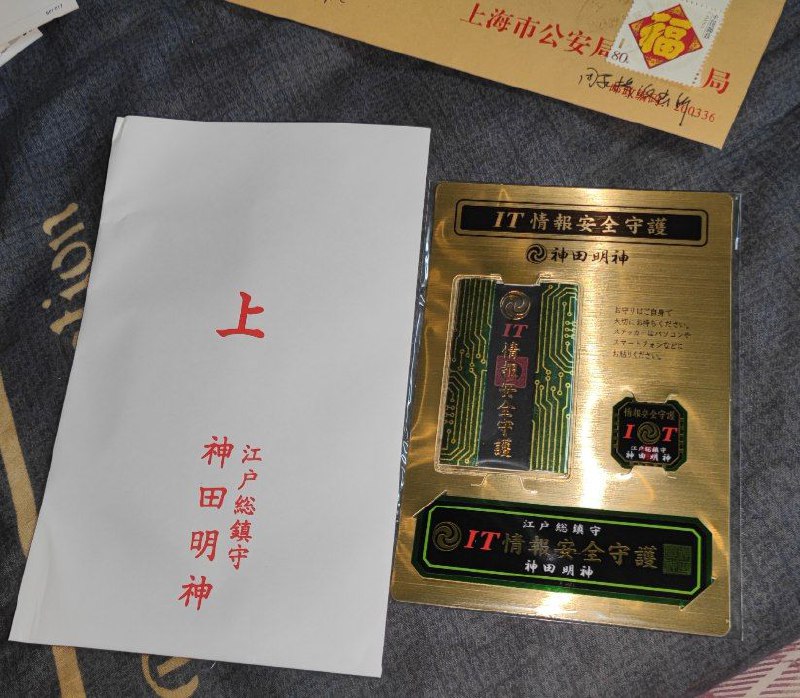 上海市公安局
局
福
80
200336
tion
上
江戸総鎮守
神田明神
IT情報安全守護
神田明神
IT
情報安全守護
お守りはご自身で
大切にお持ちください。
ステッカーはパソコンや
スマートフォンなどに
お貼りください。
情報安全守護
IT
江戸総鎮守
神田明神
江戸総鎮守
IT情報安全守護
神田明神